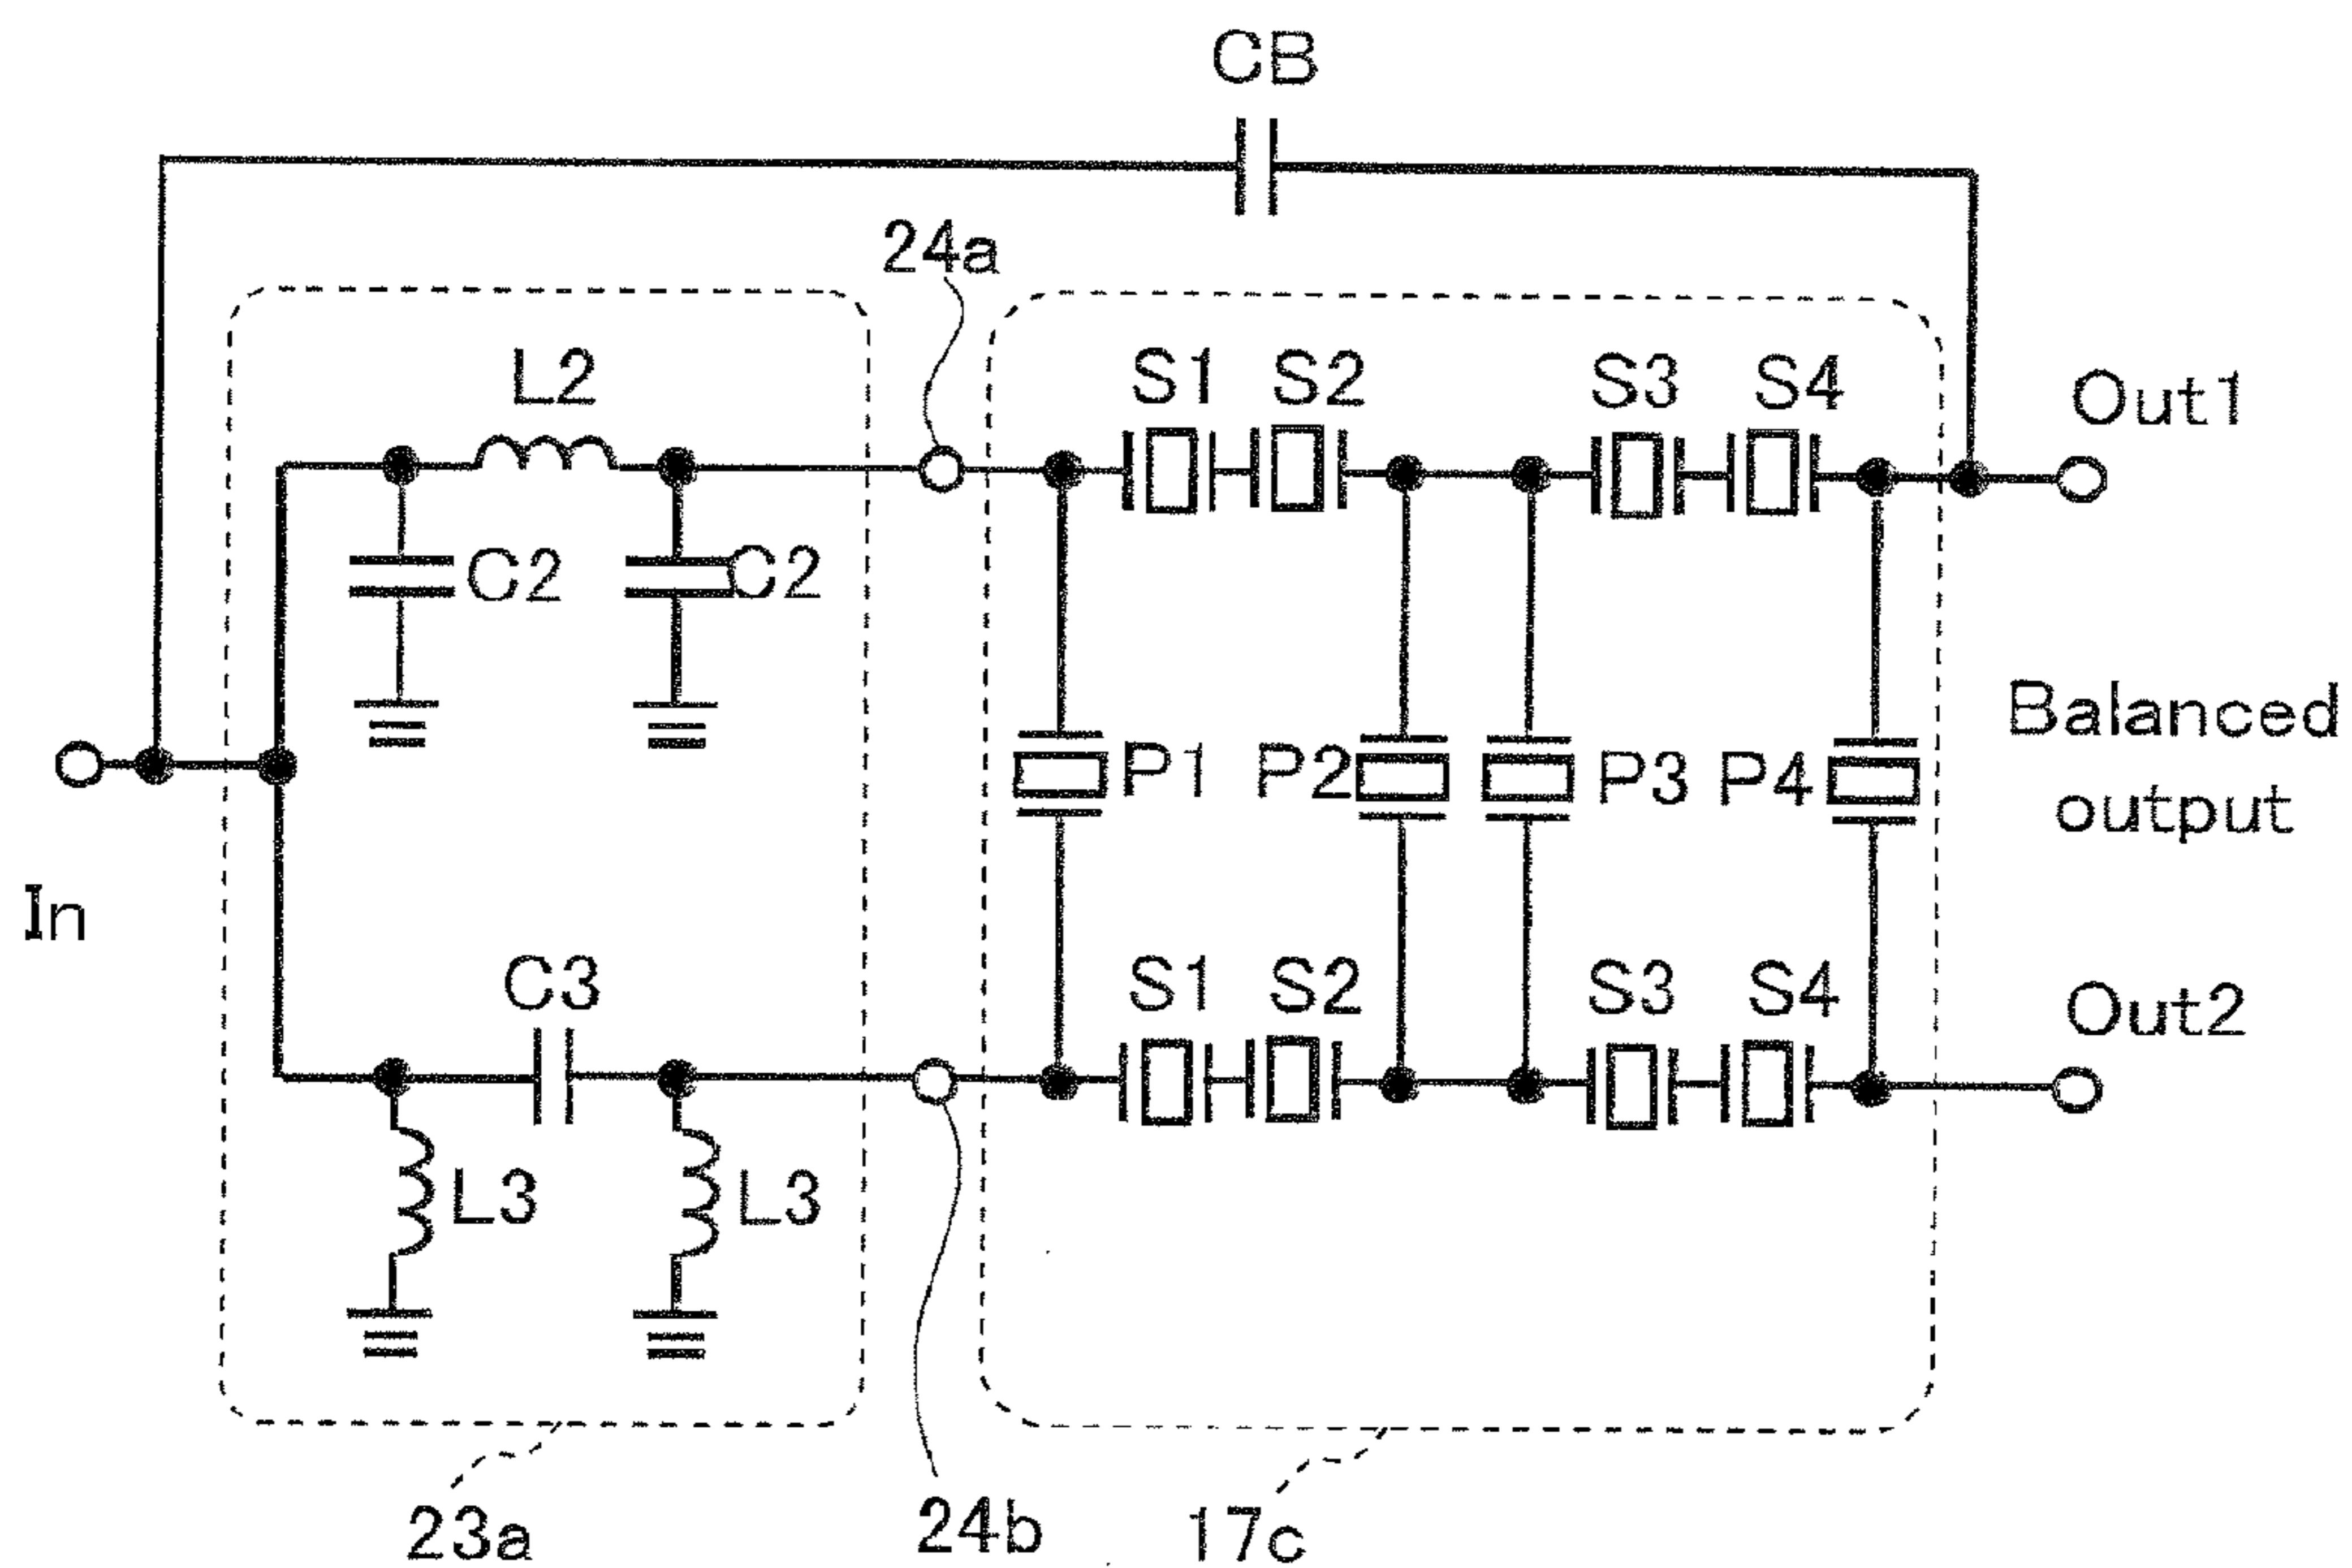 CB
24a
L2
S1
S2
S3
S4
Out1
C2
C2
P1
P2
P3
P4
Balanced
output
In
C3
S1
S2
S3
S4
Out2
L3
L3
23a
24b
17c